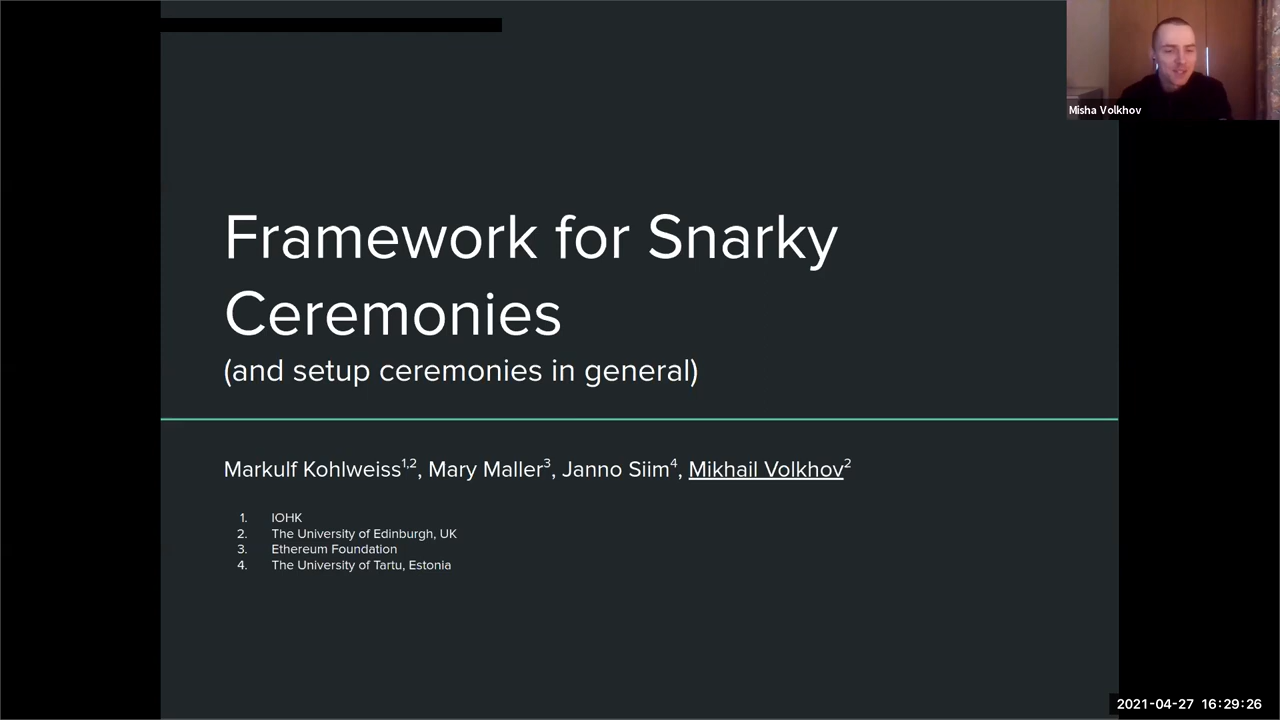 Misha Volkhov
Framework for Snarky
Ceremonies
(and setup ceremonies in general)
Markulf Kohlweiss1,2, Mary Maller3, Janno Siim4, Mikhail Volkhov2
1. IOHK
2. The University of Edinburgh, UK
3. Ethereum Foundation
4. The University of Tartu, Estonia
2021-04-27 16:29:26